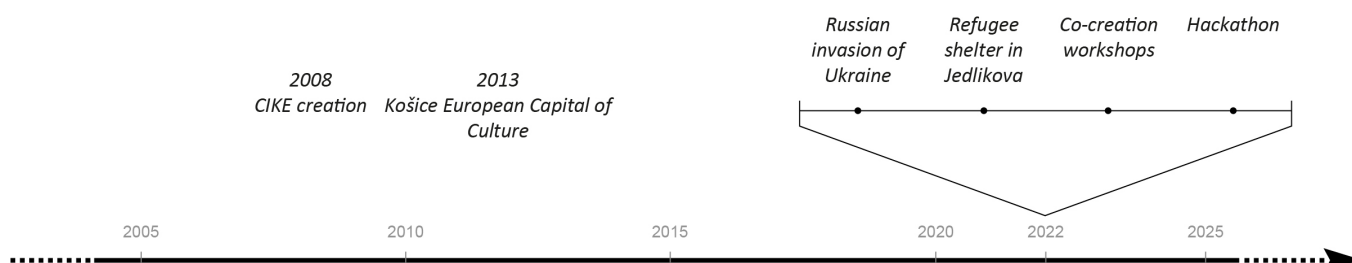 2008
CIKE creation
2013
Košice European Capital of
Culture
Russian
invasion of
Ukraine
Refugee
shelter in
Jedlikova
Co-creation
workshops
Hackathon
2005
2010
2015
2020
2022
2025